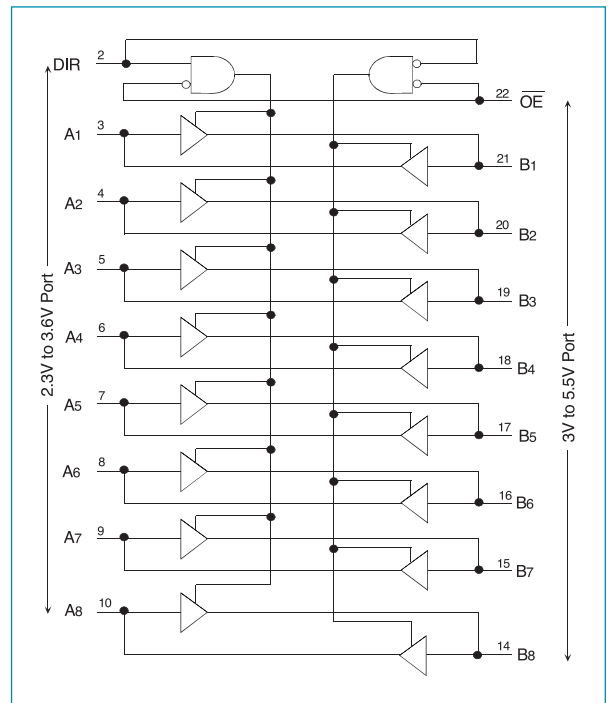 DIR 2
22 OE
A1 3
21 B1
A2 4
20 B2
A3 5
19 B3
A4 6
18 B4
A5 7
17 B5
A6 8
16 B6
A7 9
15 B7
A8 10
14 B8
2.3V to 3.6V Port
3V to 5.5V Port